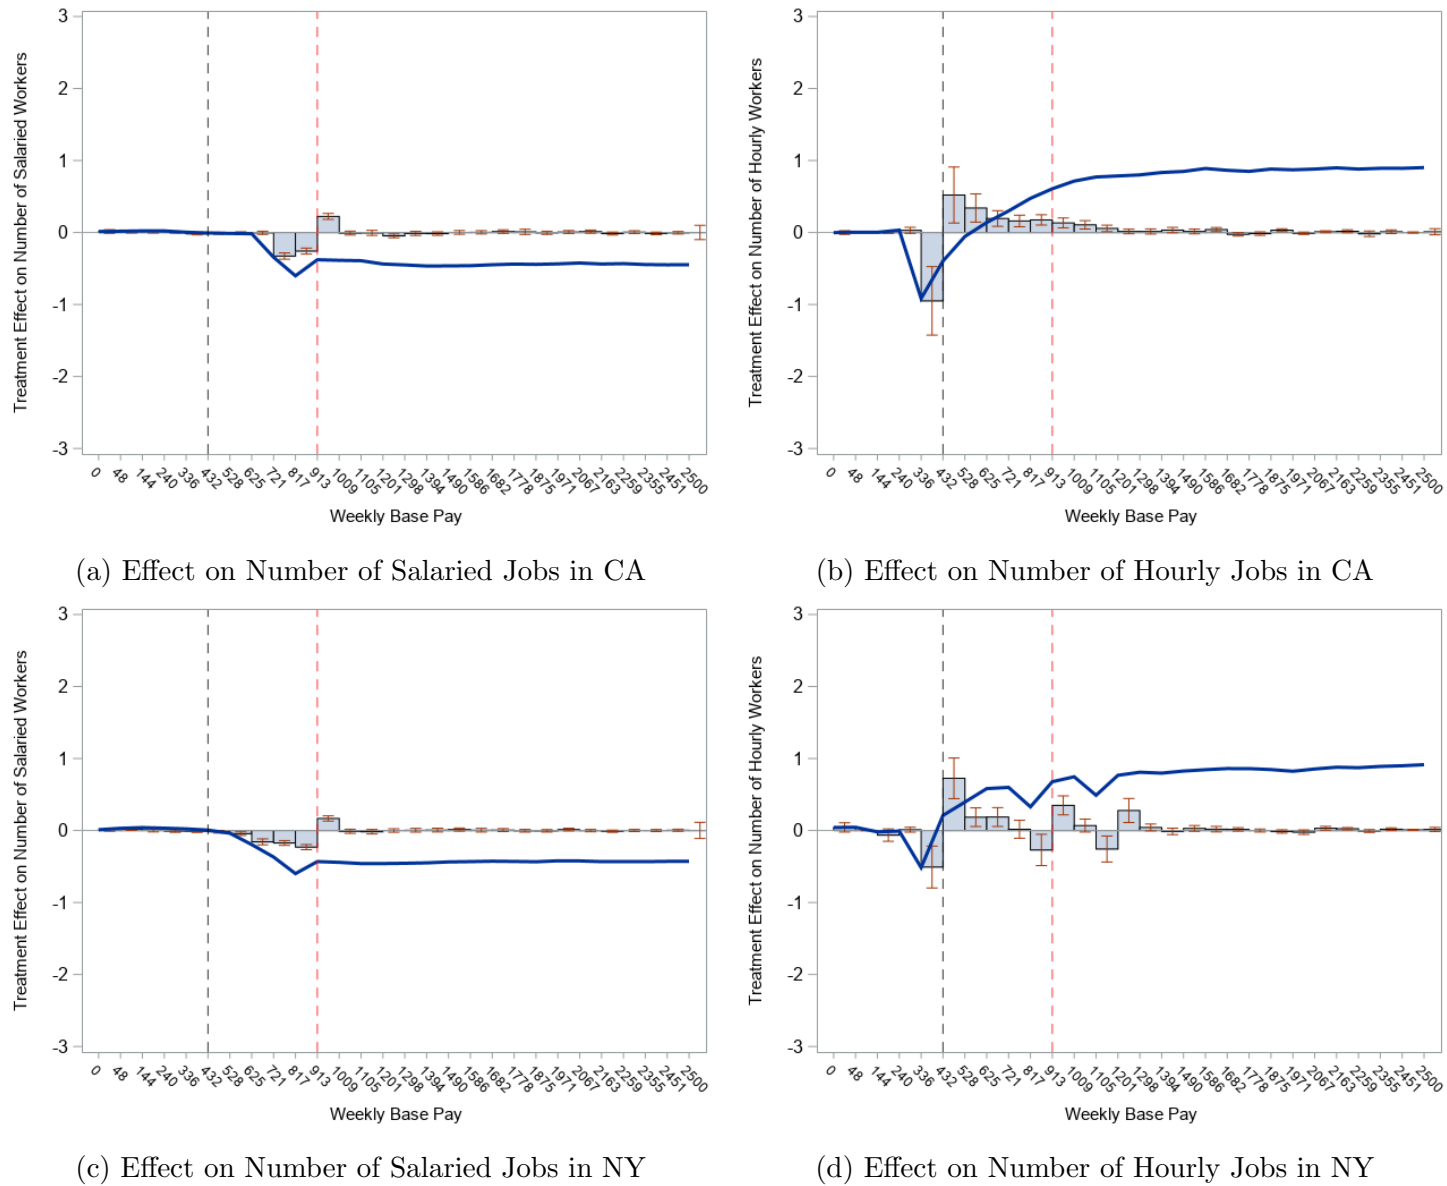 Treatment Effect on Number of Salaried Workers
3
2
1
0
-1
-2
-3
0 48 144 240 336 432 528 625 721 817 913 1009 1105 1201 1298 1394 1490 1586 1682 1778 1875 1971 2067 2163 2259 2355 2451 2500
Weekly Base Pay
(a) Effect on Number of Salaried Jobs in CA
Treatment Effect on Number of Hourly Workers
3
2
1
0
-1
-2
-3
0 48 144 240 336 432 528 625 721 817 913 1009 1105 1201 1298 1394 1490 1586 1682 1778 1875 1971 2067 2163 2259 2355 2451 2500
Weekly Base Pay
(b) Effect on Number of Hourly Jobs in CA
Treatment Effect on Number of Salaried Workers
3
2
1
0
-1
-2
-3
0 48 144 240 336 432 528 625 721 817 913 1009 1105 1201 1298 1394 1490 1586 1682 1778 1875 1971 2067 2163 2259 2355 2451 2500
Weekly Base Pay
(c) Effect on Number of Salaried Jobs in NY
Treatment Effect on Number of Hourly Workers
3
2
1
0
-1
-2
-3
0 48 144 240 336 432 528 625 721 817 913 1009 1105 1201 1298 1394 1490 1586 1682 1778 1875 1971 2067 2163 2259 2355 2451 2500
Weekly Base Pay
(d) Effect on Number of Hourly Jobs in NY